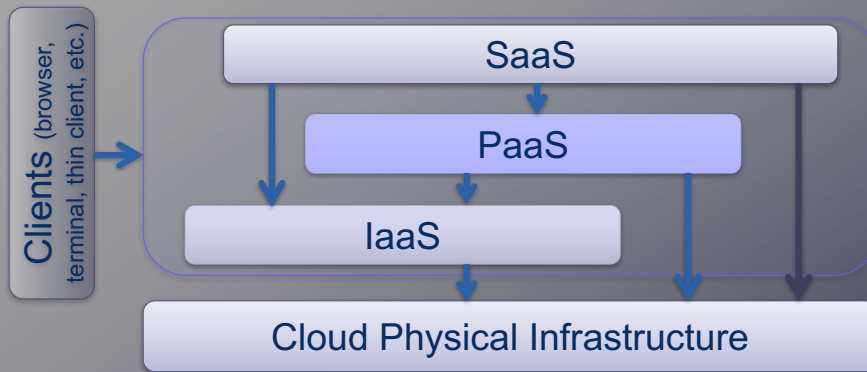 Clients (browser,
terminal, thin client, etc.)
SaaS
PaaS
IaaS
Cloud Physical Infrastructure